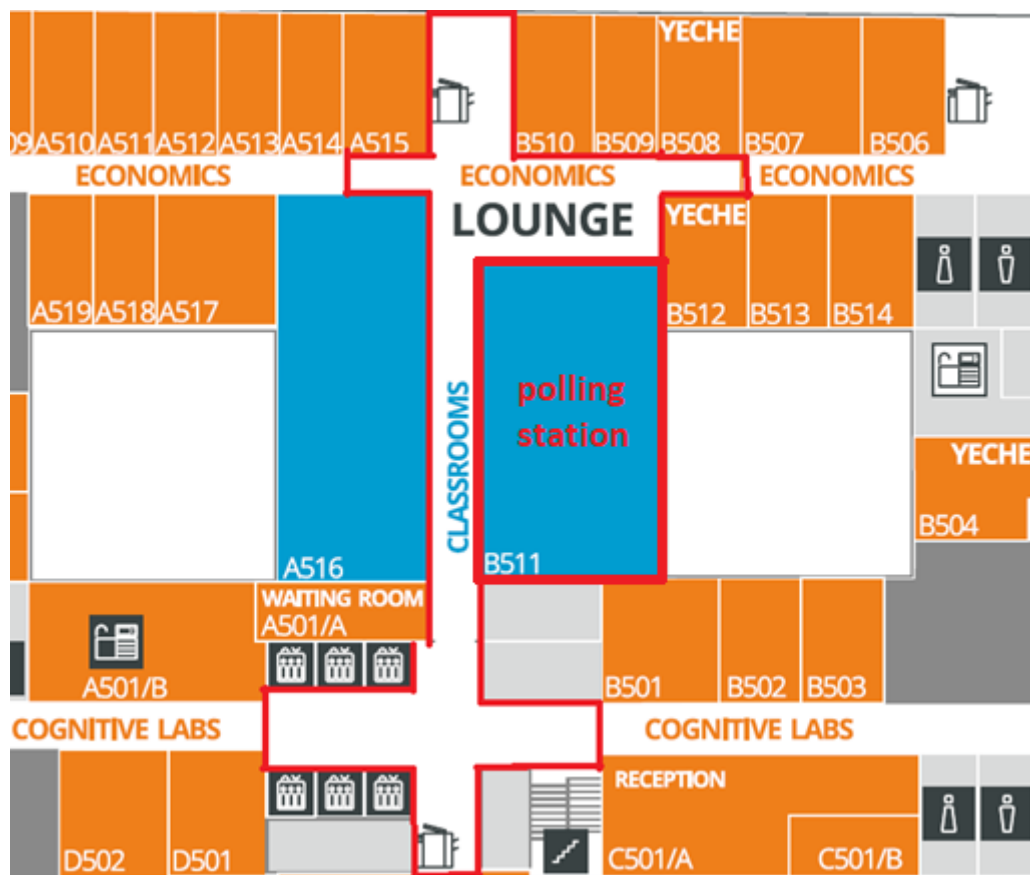 YECHE
A510 A511 A512 A513 A514 A515 B510 B509 B508 B507 B506
ECONOMICS ECONOMICS ECONOMICS
LOUNGE YECHE
A519 A518 A517 B512 B513 B514
polling
station
CLASSROOMS
YECHE
B504
A516 B511
WAITING ROOM
A501/A
A501/B B501 B502 B503
COGNITIVE LABS COGNITIVE LABS
RECEPTION
D502 D501 C501/A C501/B